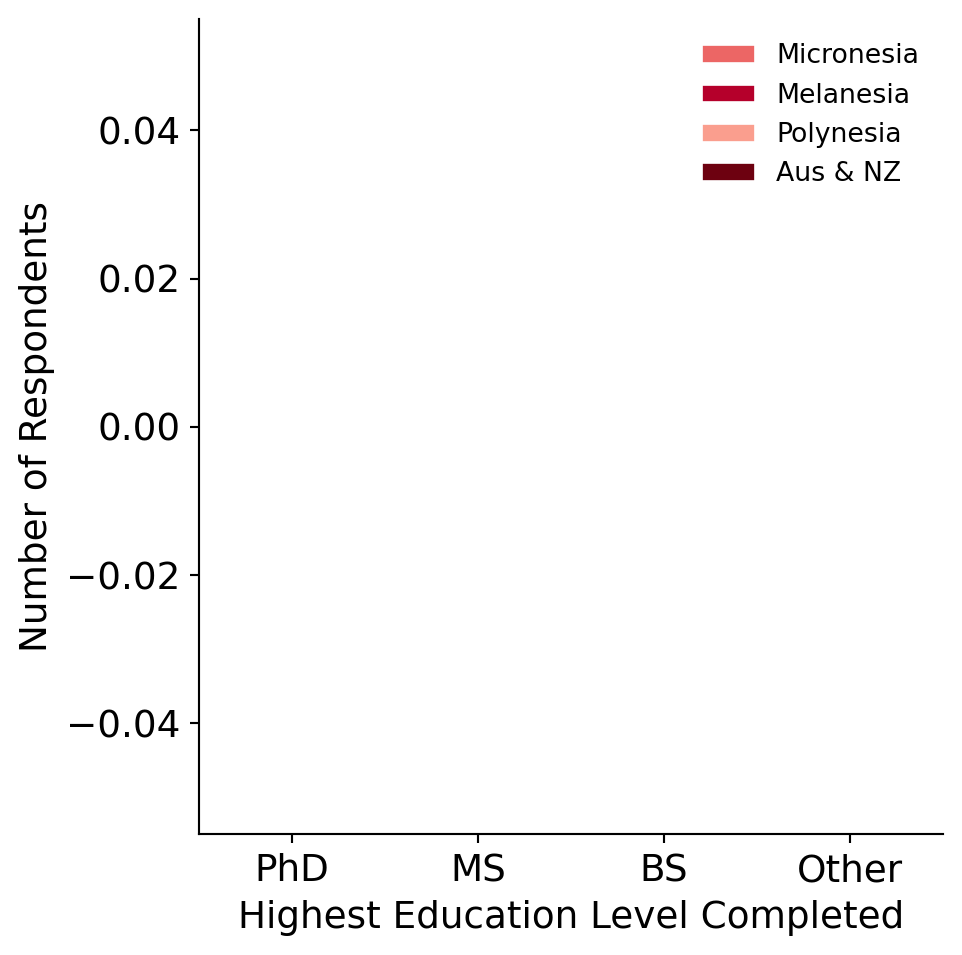 Micronesia
Melanesia
Polynesia
Aus & NZ
0.04
0.02
0.00
−0.02
−0.04
Number of Respondents
PhD MS BS Other
Highest Education Level Completed